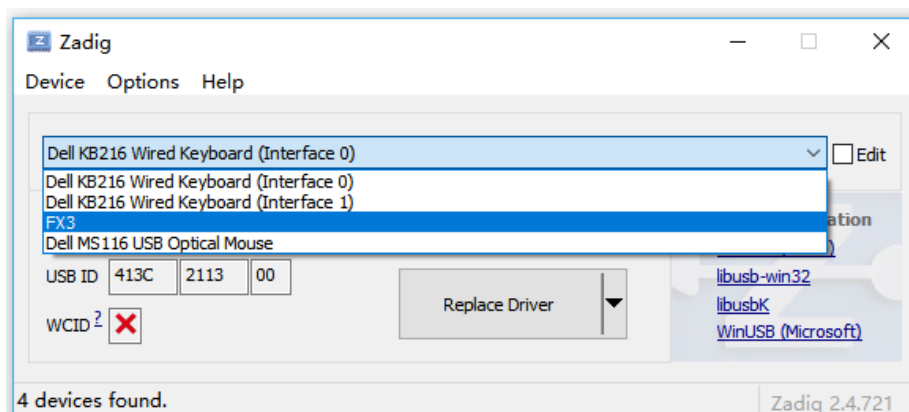 Zadig
Device Options Help
Dell KB216 Wired Keyboard (Interface 0)
Edit
Dell KB216 Wired Keyboard (Interface 0)
Dell KB216 Wired Keyboard (Interface 1)
FX3
ation
Dell MS116 USB Optical Mouse
USB ID 413C 2113 00
libusb-win32
Replace Driver
libusbK
WCID ?
WinUSB (Microsoft)
4 devices found.
Zadig 2.4.721